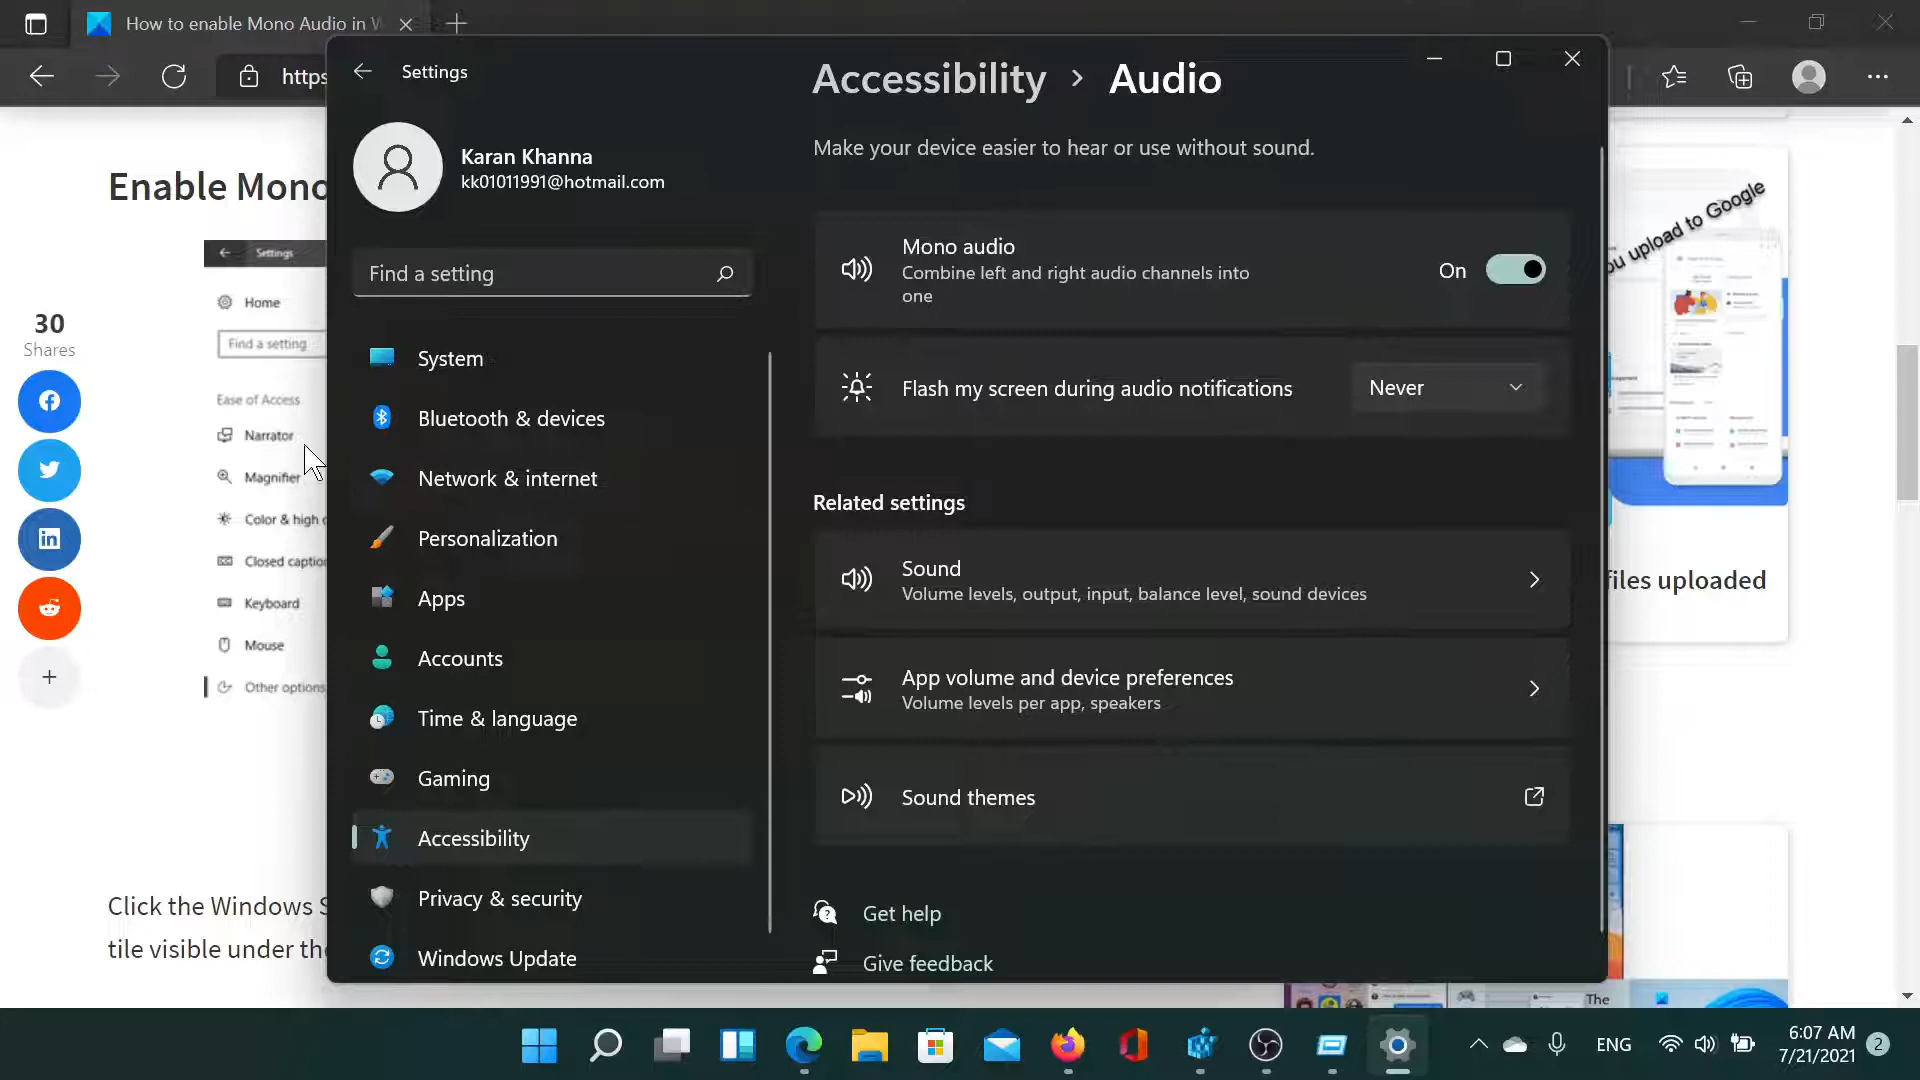 How to enable Mono Audio in W
https
Enable Mono
Settings
Home
Find a setting
Ease of Access
Narrator
Magnifier
Color & high c
Closed captio
Keyboard
Mouse
Other options
30
Shares
Click the Windows S
tile visible under the
Settings
Karan Khanna
kk01011991@hotmail.com
Find a setting
System
Bluetooth & devices
Network & internet
Personalization
Apps
Accounts
Time & language
Gaming
Accessibility
Privacy & security
Windows Update
Accessibility > Audio
Make your device easier to hear or use without sound.
Mono audio
Combine left and right audio channels into
one
On
Flash my screen during audio notifications
Never
Related settings
Sound
Volume levels, output, input, balance level, sound devices
App volume and device preferences
Volume levels per app, speakers
Sound themes
Get help
Give feedback
ou upload to Google
files uploaded
The
ENG
6:07 AM
7/21/2021
2